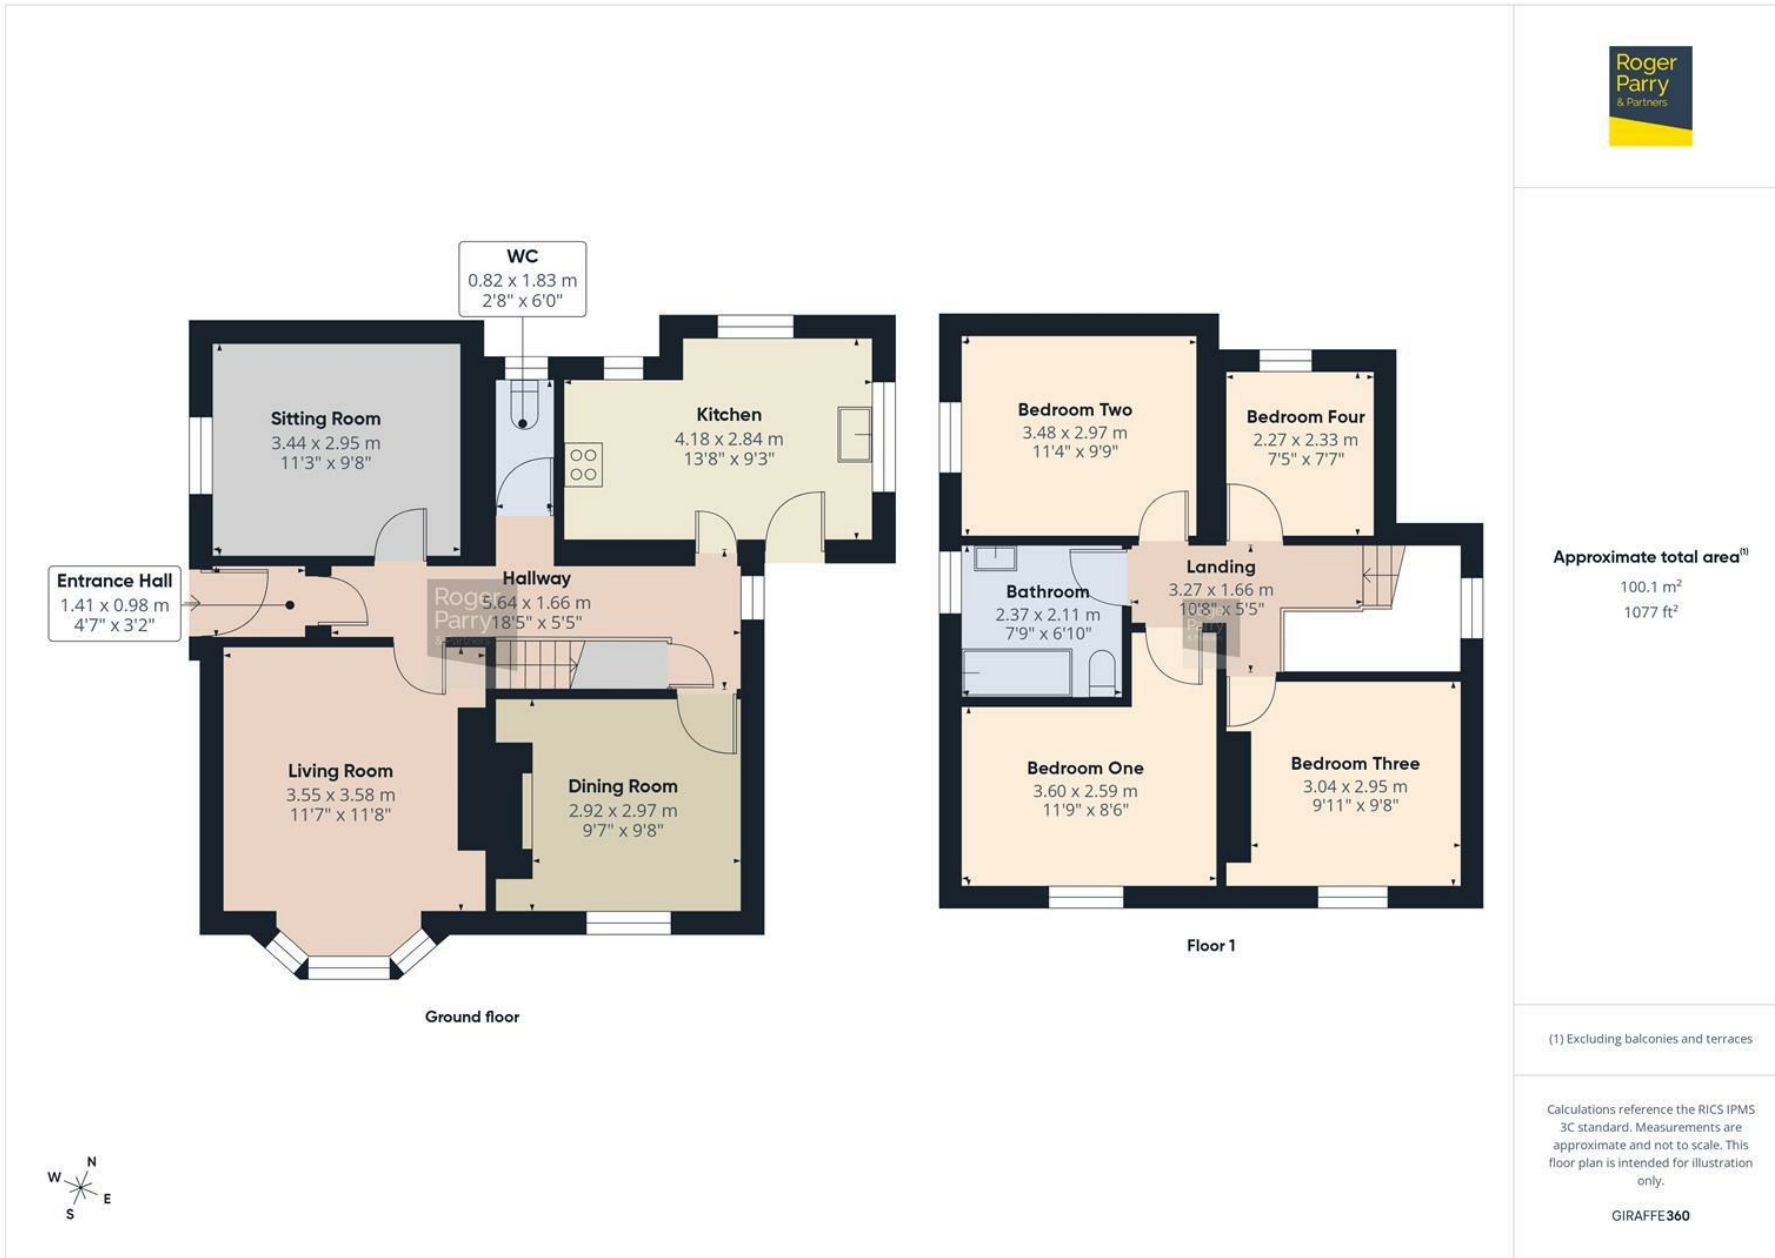 Roger
Parry
& Partners
WC
0.82 x 1.83 m
2'8" x 6'0"
Sitting Room
3.44 x 2.95 m
11'3" x 9'8"
Kitchen
4.18 x 2.84 m
13'8" x 9'3"
Entrance Hall
1.41 x 0.98 m
4'7" x 3'2"
Hallway
5.64 x 1.66 m
18'5" x 5'5"
Roger
Parry
& Partners
Living Room
3.55 x 3.58 m
11'7" x 11'8"
Dining Room
2.92 x 2.97 m
9'7" x 9'8"
Ground floor
Bedroom Two
3.48 x 2.97 m
11'4" x 9'9"
Bedroom Four
2.27 x 2.33 m
7'5" x 7'7"
Bathroom
2.37 x 2.11 m
7'9" x 6'10"
Landing
3.27 x 1.66 m
10'8" x 5'5"
Parry
Bedroom One
3.60 x 2.59 m
11'9" x 8'6"
Bedroom Three
3.04 x 2.95 m
9'11" x 9'8"
Floor 1
N
W
E
S
Approximate total area(1)
100.1 m²
1077 ft²
(1) Excluding balconies and terraces
Calculations reference the RICS IPMS
3C standard. Measurements are
approximate and not to scale. This
floor plan is intended for illustration
only.
GIRAFFE360